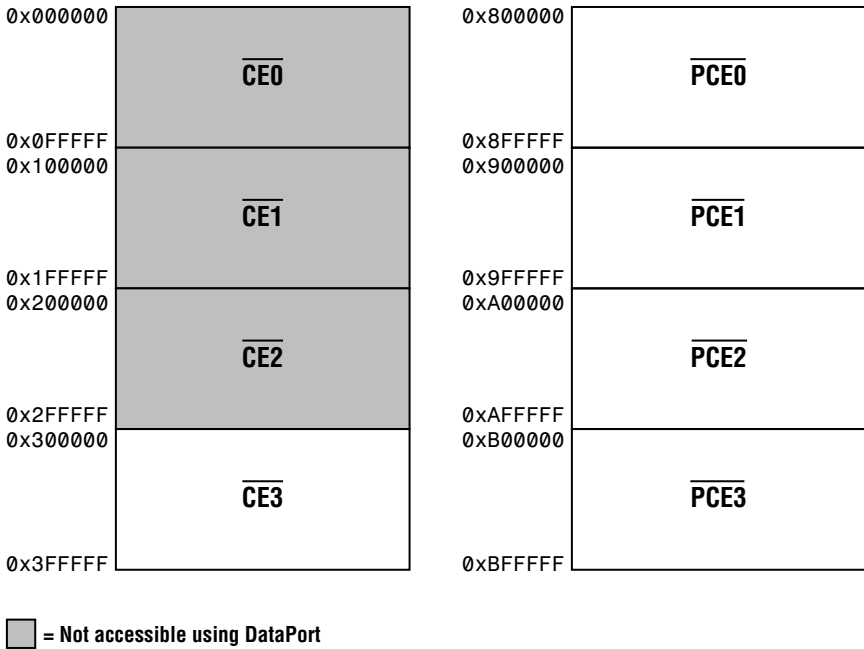 0x000000
CE0
0x0FFFFF
0x100000
CE1
0x1FFFFF
0x200000
CE2
0x2FFFFF
0x300000
CE3
0x3FFFFF
0x800000
PCE0
0x8FFFFF
0x900000
PCE1
0x9FFFFF
0xA00000
PCE2
0xAFFFFF
0xB00000
PCE3
0xBFFFFF
= Not accessible using DataPort